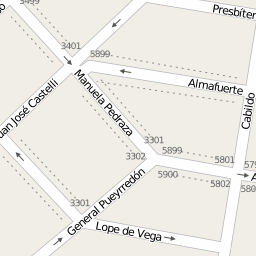 3499
Presbíter
3401
5899
Almafuerte
Manuela Pedraza
Cabildo
Juan José Castelli
3301
5899
3302
5801
5900
5802
579
A
3301
General Pueyrredón
Lope de Vega